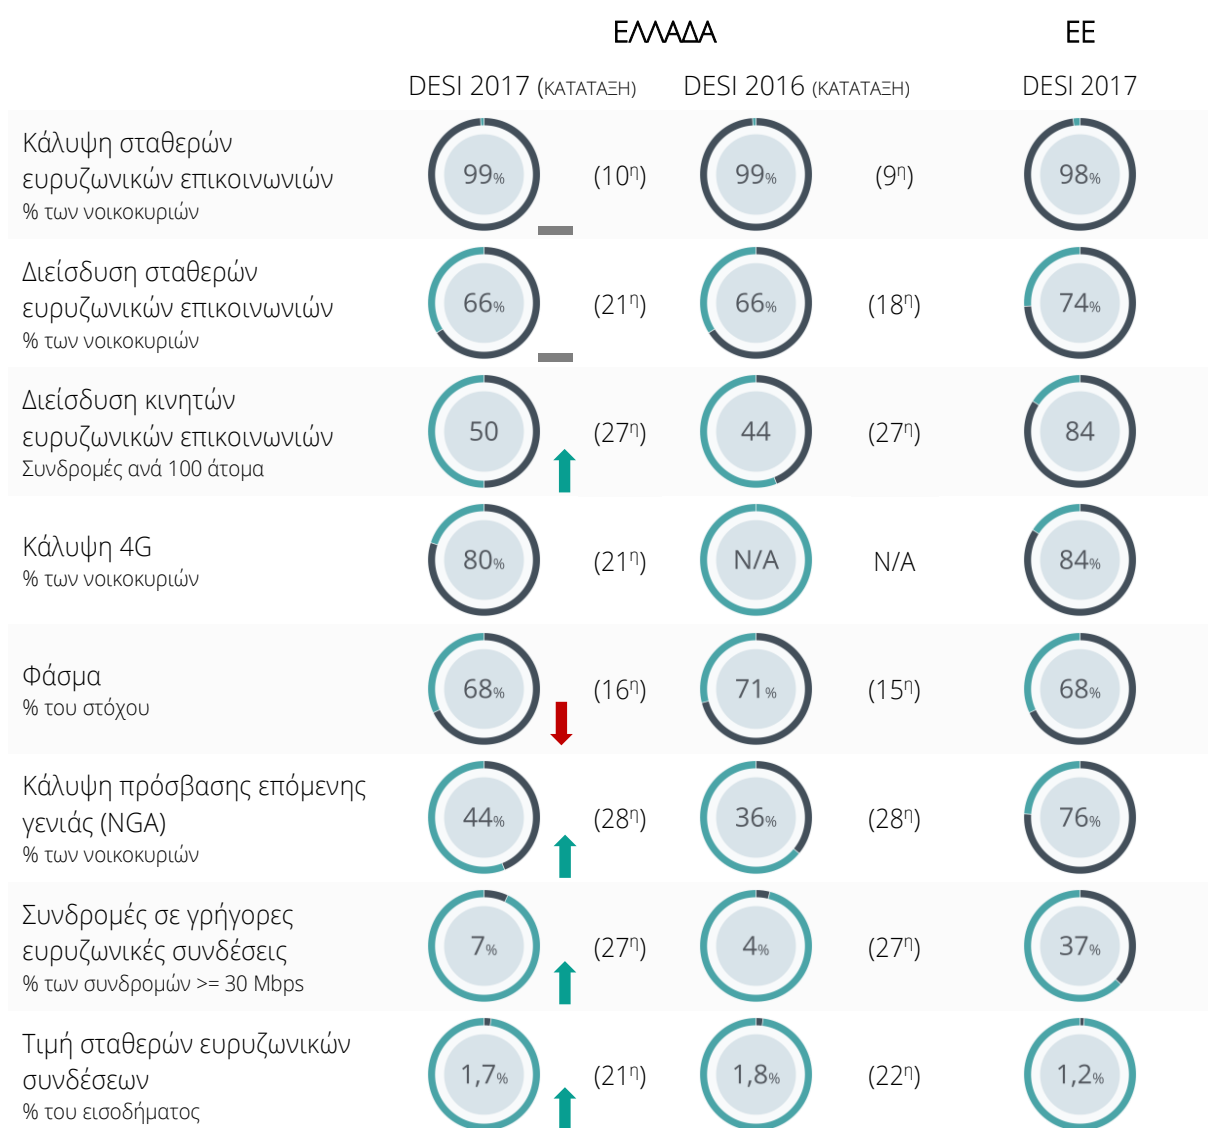 ΕΛΛΑΔΑ ΕΕ
DESI 2017 (ΚΑΤΑΤΑΞΗ) DESI 2016 (ΚΑΤΑΤΑΞΗ) DESI 2017
Κάλυψη σταθερών
ευρυζωνικών επικοινωνιών
% των νοικοκυριών
99% (10η) 99% (9η) 98%
Διείσδυση σταθερών
ευρυζωνικών επικοινωνιών
% των νοικοκυριών
66% (21η) 66% (18η) 74%
Διείσδυση κινητών
ευρυζωνικών επικοινωνιών
Συνδρομές ανά 100 άτομα
50 (27η) 44 (27η) 84
Κάλυψη 4G
% των νοικοκυριών
80% (21η) N/A N/A 84%
Φάσμα
% του στόχου
68% (16η) 71% (15η) 68%
Κάλυψη πρόσβασης επόμενης
γενιάς (NGA)
% των νοικοκυριών
44% (28η) 36% (28η) 76%
Συνδρομές σε γρήγορες
ευρυζωνικές συνδέσεις
% των συνδρομών >= 30 Mbps
7% (27η) 4% (27η) 37%
Τιμή σταθερών ευρυζωνικών
συνδέσεων
% του εισοδήματος
1,7% (21η) 1,8% (22η) 1,2%